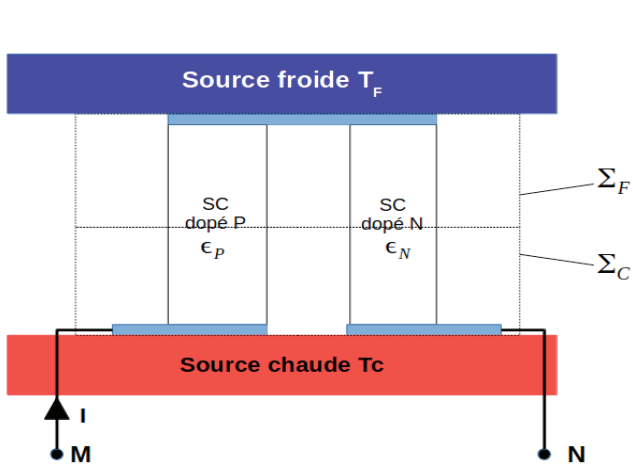 Source froide T_F
SC
dopé P
ϵ_P
SC
dopé N
ϵ_N
Σ_F
Σ_C
Source chaude Tc
I
M
N